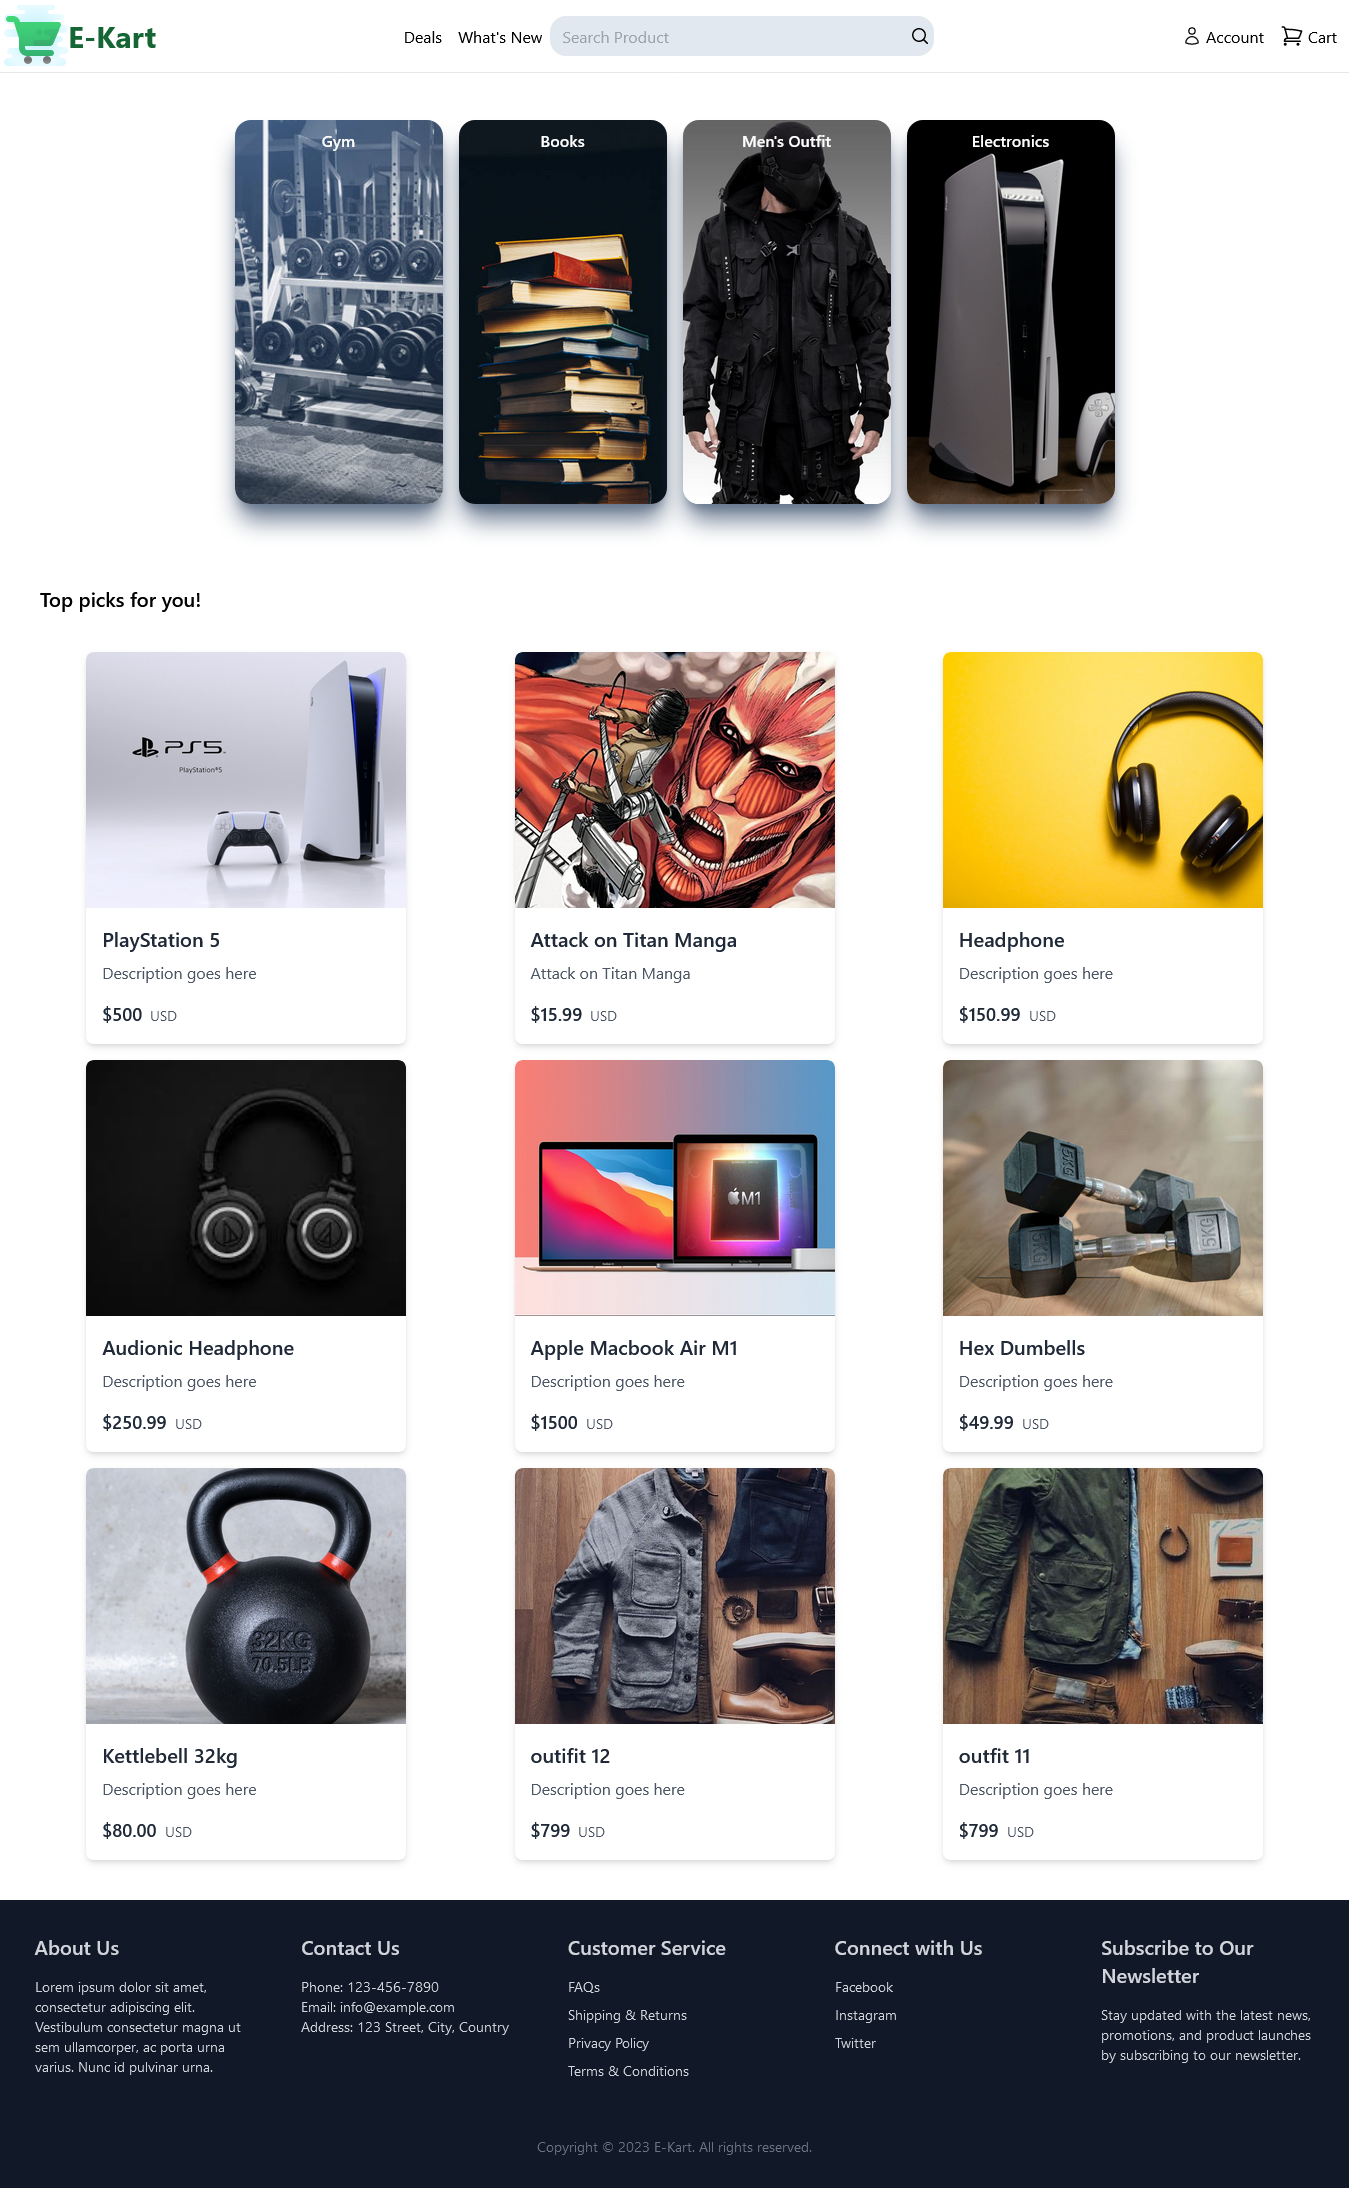 E-Kart
Deals
What's New
Search Product
Account
Cart
Gym
Books
Men's Outfit
Electronics
Top picks for you!
PS5
PlayStation®5
PlayStation 5
Description goes here
$500 USD
Attack on Titan Manga
Attack on Titan Manga
$15.99 USD
Headphone
Description goes here
$150.99 USD
Audionic Headphone
Description goes here
$250.99 USD
M1
Apple Macbook Air M1
Description goes here
$1500 USD
5KG
5KG
5KG
Hex Dumbells
Description goes here
$49.99 USD
32KG
70.5LB
Kettlebell 32kg
Description goes here
$80.00 USD
outifit 12
Description goes here
$799 USD
outfit 11
Description goes here
$799 USD
About Us
Lorem ipsum dolor sit amet,
consectetur adipiscing elit.
Vestibulum consectetur magna ut
sem ullamcorper, ac porta urna
varius. Nunc id pulvinar urna.
Contact Us
Phone: 123-456-7890
Email: info@example.com
Address: 123 Street, City, Country
Customer Service
FAQs
Shipping & Returns
Privacy Policy
Terms & Conditions
Connect with Us
Facebook
Instagram
Twitter
Subscribe to Our
Newsletter
Stay updated with the latest news,
promotions, and product launches
by subscribing to our newsletter.
Copyright © 2023 E-Kart. All rights reserved.